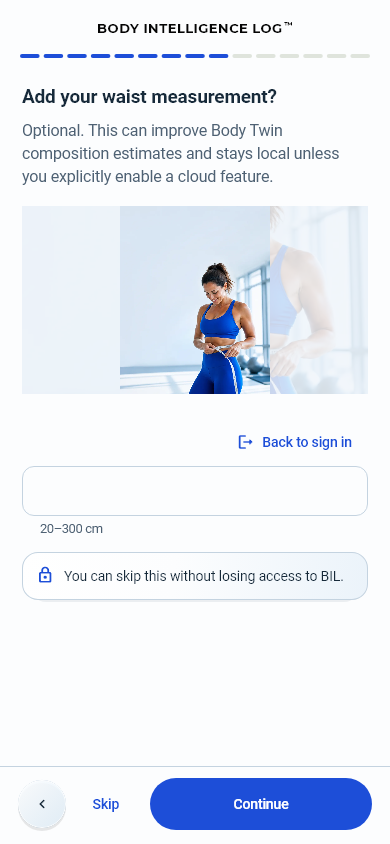 BODY INTELLIGENCE LOG™
Add your waist measurement?
Optional. This can improve Body Twin
composition estimates and stays local unless
you explicitly enable a cloud feature.
Back to sign in
20–300 cm
You can skip this without losing access to BIL.
Skip
Continue